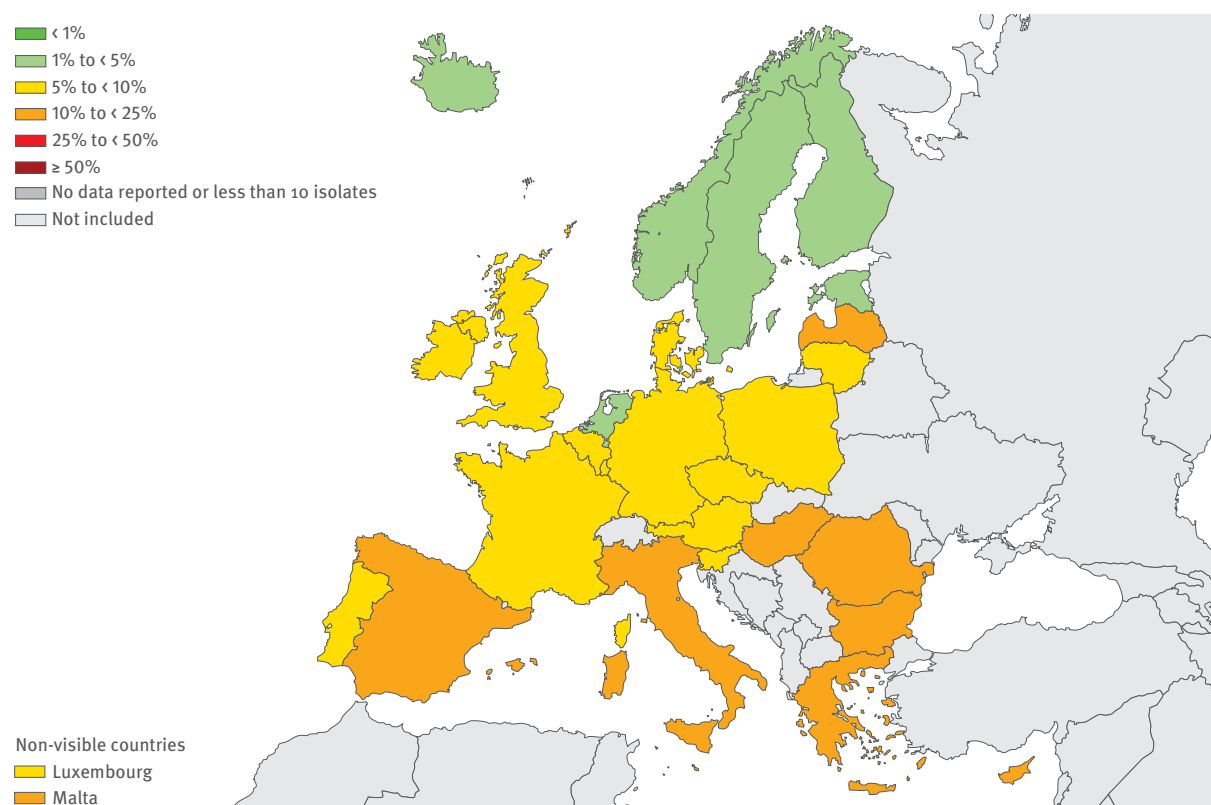 < 1%
1% to < 5%
5% to < 10%
10% to < 25%
25% to < 50%
≥ 50%
No data reported or less than 10 isolates
Not included
Non-visible countries
Luxembourg
Malta